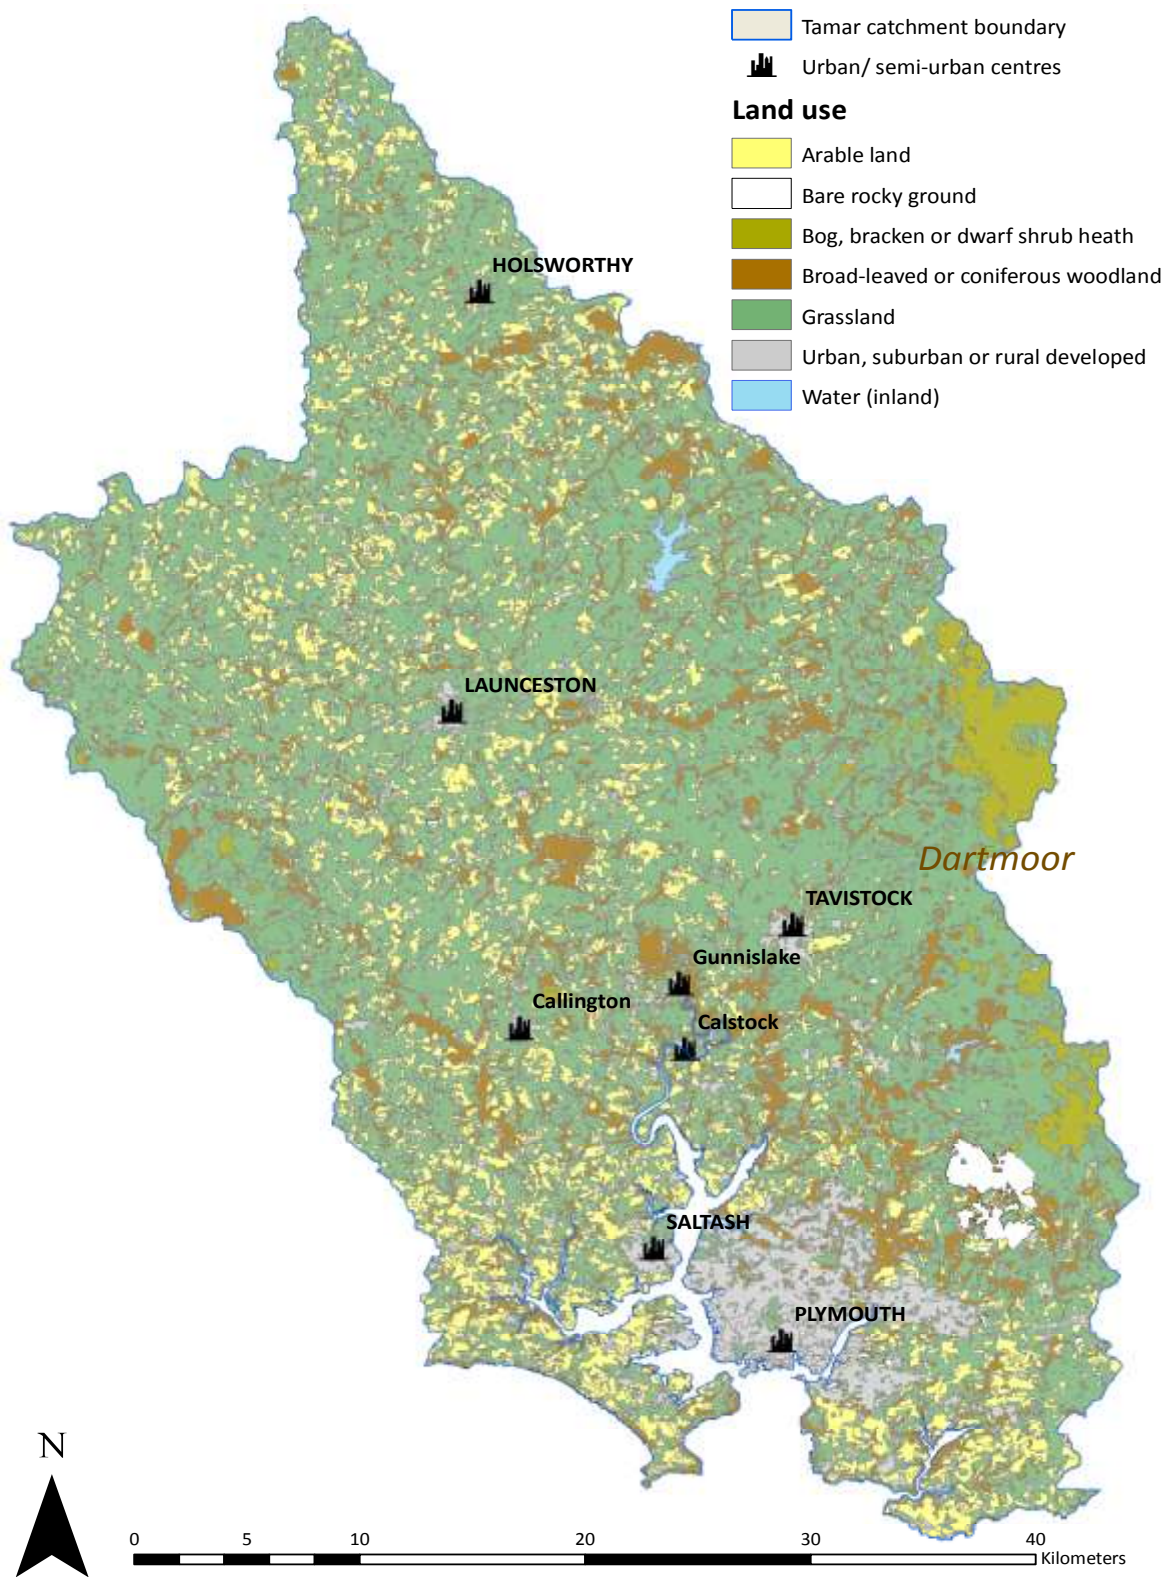 Tamar catchment boundary
Urban/ semi-urban centres
Land use
Arable land
Bare rocky ground
Bog, bracken or dwarf shrub heath
Broad-leaved or coniferous woodland
Grassland
Urban, suburban or rural developed
Water (inland)
HOLSWORTHY
LAUNCESTON
Dartmoor
TAVISTOCK
Gunnislake
Callington
Calstock
SALTASH
PLYMOUTH
N
0 5 10 20 30 40
Kilometers